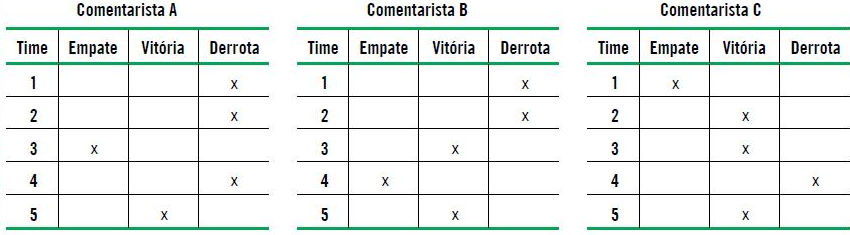 Comentarista A
Time Empate Vitória Derrota
1 x
2 x
3 x
4 x
5 x
Comentarista B
Time Empate Vitória Derrota
1 x
2 x
3 x
4 x
5 x
Comentarista C
Time Empate Vitória Derrota
1 x
2 x
3 x
4 x
5 x